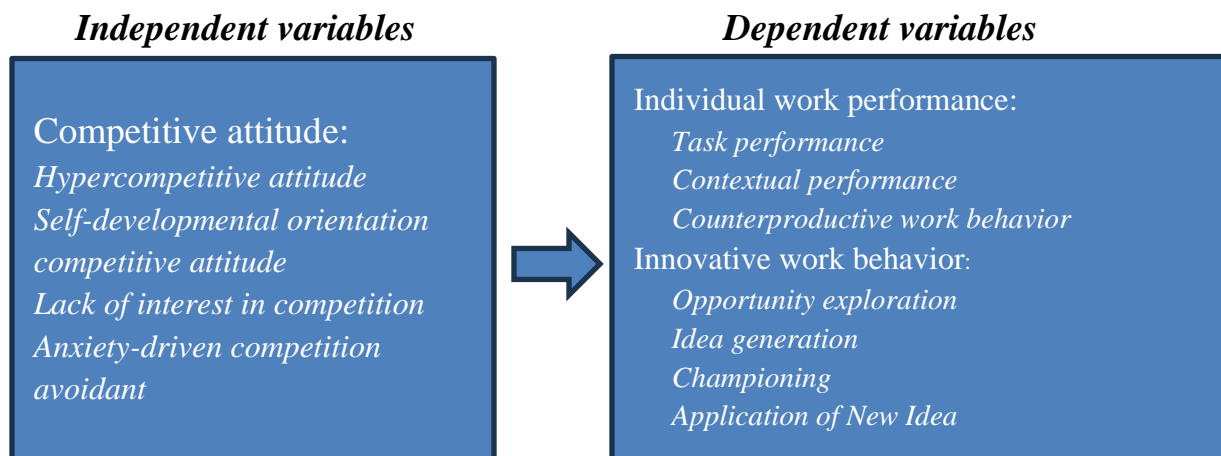 Independent variables
Competitive attitude:
Hypercompetitive attitude
Self-developmental orientation
competitive attitude
Lack of interest in competition
Anxiety-driven competition
avoidant
Dependent variables
Individual work performance:
Task performance
Contextual performance
Counterproductive work behavior
Innovative work behavior:
Opportunity exploration
Idea generation
Championing
Application of New Idea